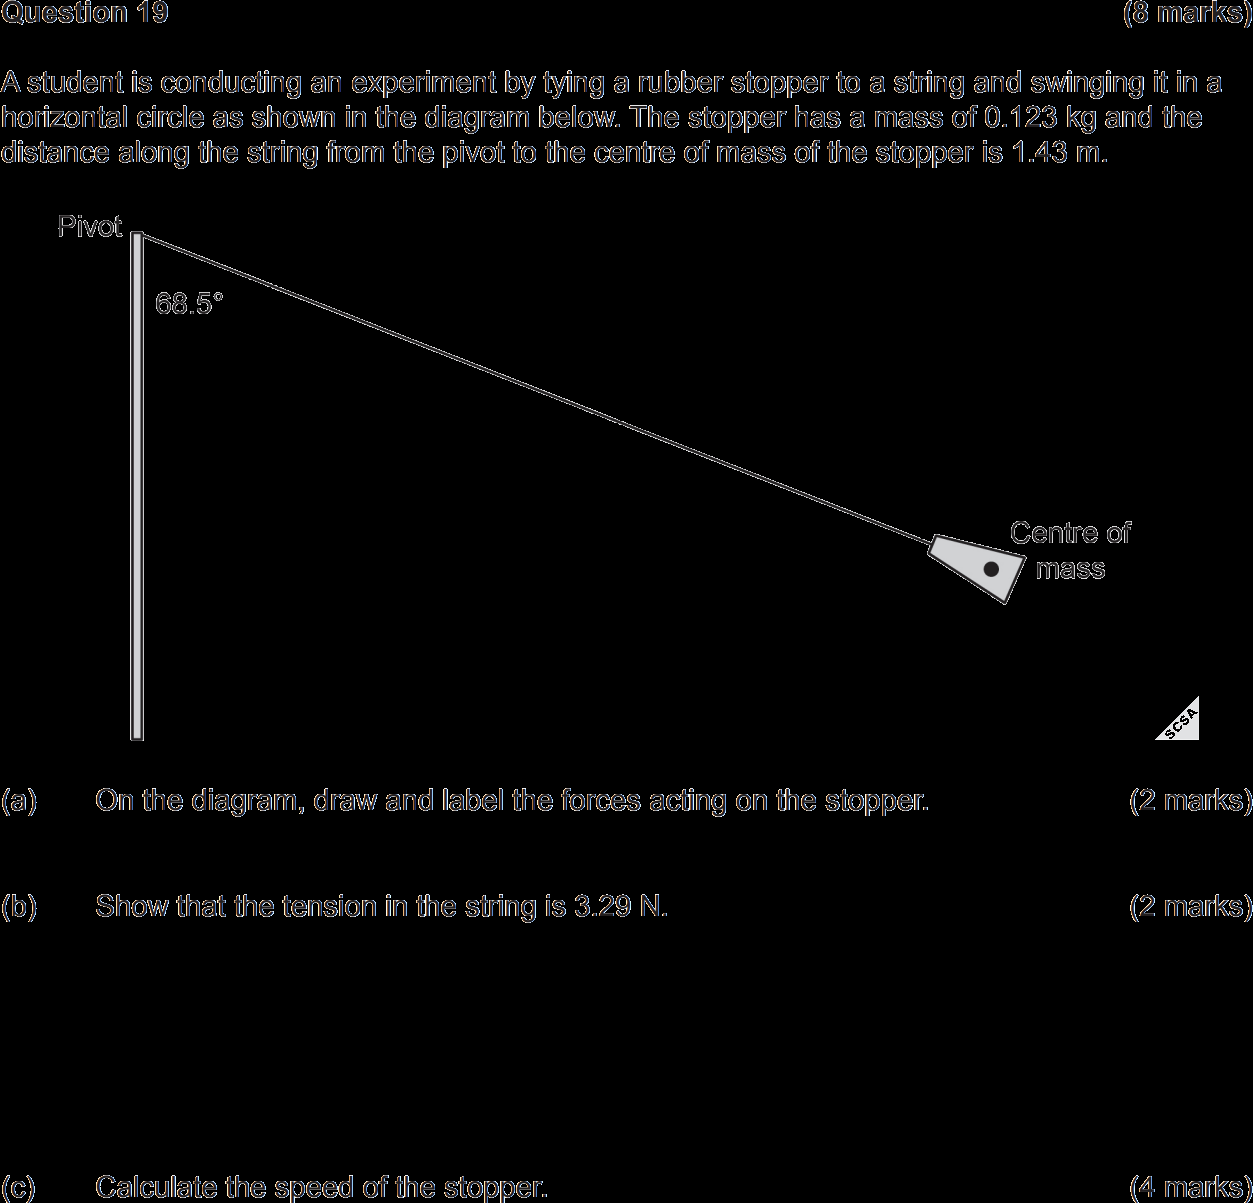 Question 19 (8 marks)
A student is conducting an experiment by tying a rubber stopper to a string and swinging it in a
horizontal circle as shown in the diagram below. The stopper has a mass of 0.123 kg and the
distance along the string from the pivot to the centre of mass of the stopper is 1.43 m.
Pivot
68.5°
Centre of
mass
SCSA
(a) On the diagram, draw and label the forces acting on the stopper. (2 marks)
(b) Show that the tension in the string is 3.29 N. (2 marks)
(c) Calculate the speed of the stopper. (4 marks)